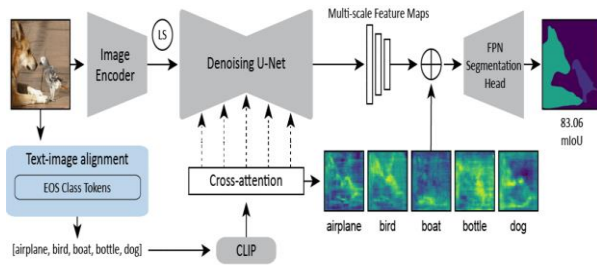 Image
Encoder
LS
Denoising U-Net
Multi-scale Feature Maps
FPN
Segmentation
Head
83.06
mIoU
Text-image alignment
EOS Class Tokens
Cross-attention
airplane bird boat bottle dog
[airplane, bird, boat, bottle, dog]
CLIP